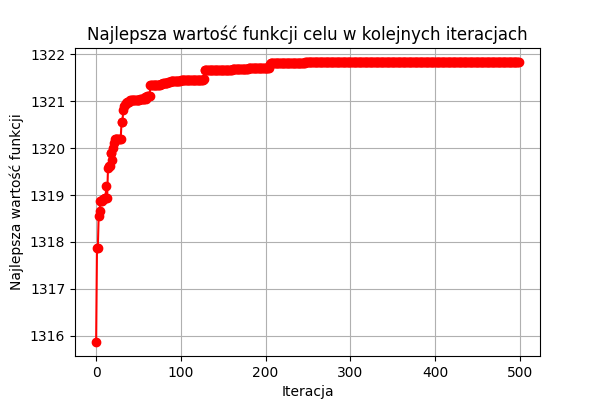 Najlepsza wartość funkcji celu w kolejnych iteracjach
Najlepsza wartość funkcji
1322
1321
1320
1319
1318
1317
1316
0 100 200 300 400 500
Iteracja